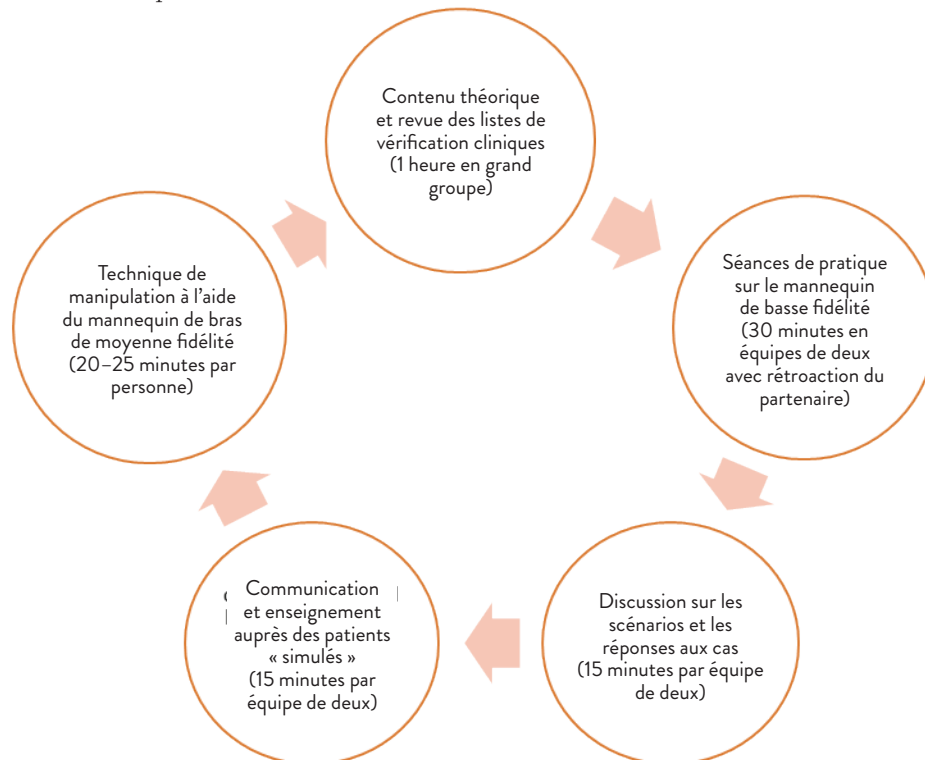 Contenu théorique
et revue des listes de
vérification cliniques
(1 heure en grand
groupe)
Séances de pratique
sur le mannequin
de basse fidélité
(30 minutes en
équipes de deux
avec rétroaction du
partenaire)
Discussion sur les
scénarios et les
réponses aux cas
(15 minutes par équipe
de deux)
Communication
et enseignement
auprès des patients
« simulés »
(15 minutes par
équipe de deux)
Technique de
manipulation à l'aide
du mannequin de bras
de moyenne fidélité
(20–25 minutes par
personne)